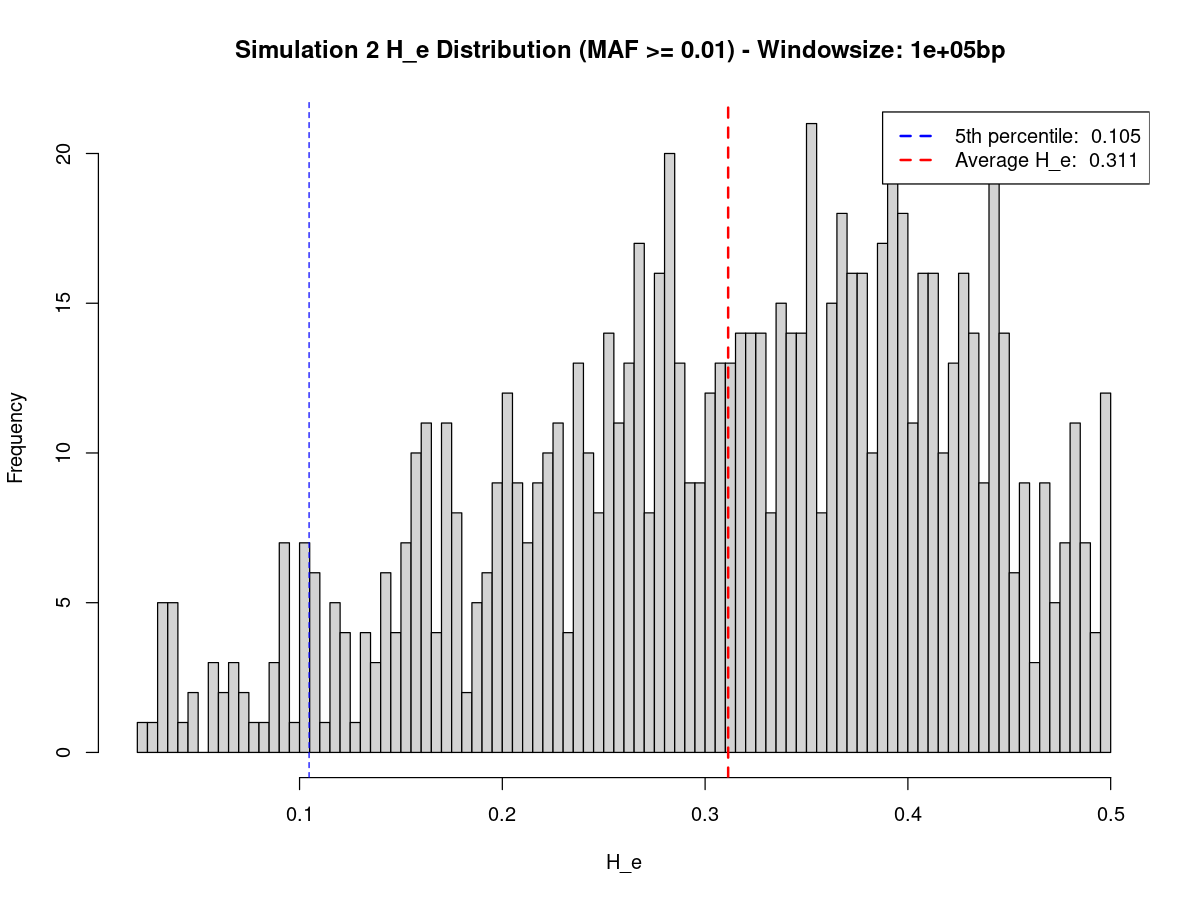 Simulation 2 H_e Distribution (MAF >= 0.01) - Windowsize: 1e+05bp
5th percentile:  0.105
Average H_e:  0.311
Frequency
20
15
10
5
0
0.1
0.2
0.3
0.4
0.5
H_e